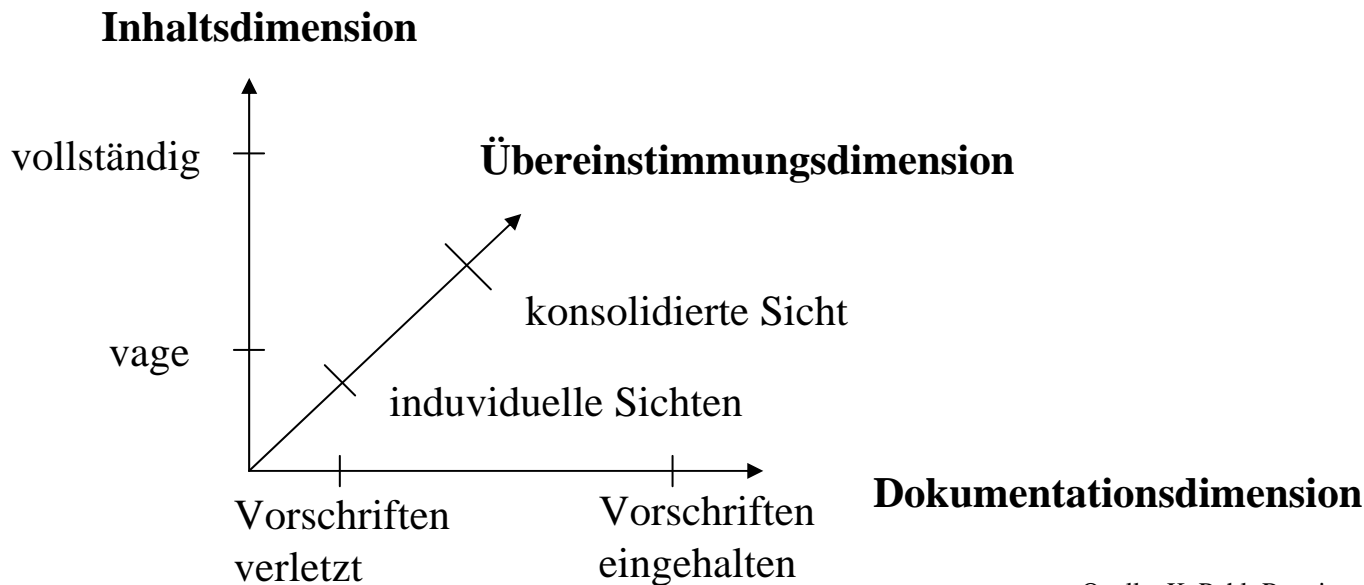 Inhaltsdimension
vollständig
Übereinstimmungsdimension
konsolidierte Sicht
vage
induviduelle Sichten
Vorschriften
verletzt
Vorschriften
eingehalten
Dokumentationsdimension